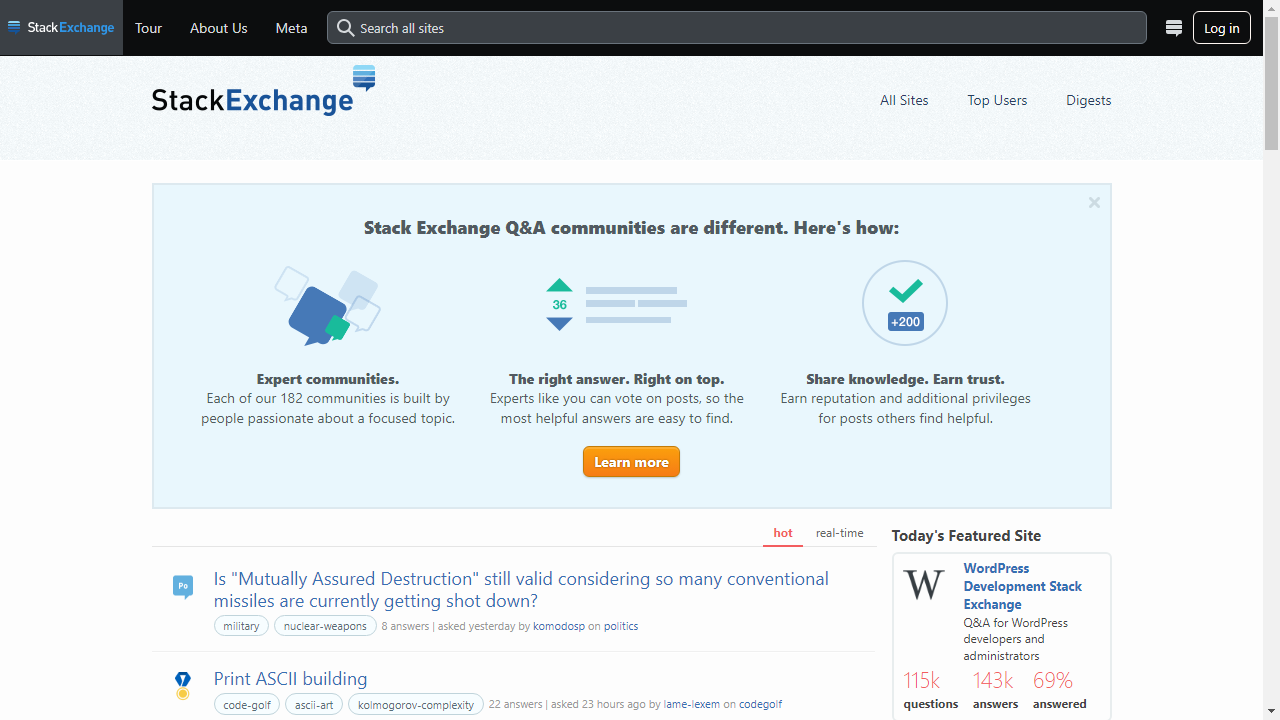 StackExchange Tour About Us Meta Search all sites Log in
StackExchange
All Sites Top Users Digests
Stack Exchange Q&A communities are different. Here's how:
36
+200
Expert communities.
Each of our 182 communities is built by
people passionate about a focused topic.
The right answer. Right on top.
Experts like you can vote on posts, so the
most helpful answers are easy to find.
Share knowledge. Earn trust.
Earn reputation and additional privileges
for posts others find helpful.
Learn more
hot real-time
Po
Is "Mutually Assured Destruction" still valid considering so many conventional
missiles are currently getting shot down?
military nuclear-weapons 8 answers | asked yesterday by komodosp on politics
Print ASCII building
code-golf ascii-art kolmogorov-complexity 22 answers | asked 23 hours ago by lame-lexem on codegolf
Today's Featured Site
W
WordPress
Development Stack
Exchange
Q&A for WordPress
developers and
administrators
115k 143k 69%
questions answers answered